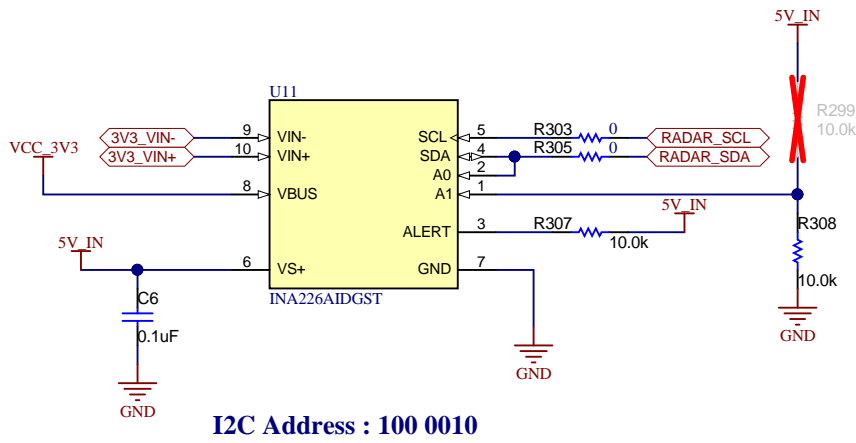 5V_IN
U11
R299
10.0k
3V3_VIN-
9
VIN-
SCL
5
R303
0
RADAR_SCL
VCC_3V3
3V3_VIN+
10
VIN+
SDA
4
R305
0
RADAR_SDA
A0
2
8
VBUS
A1
1
5V_IN
ALERT
3
R307
10.0k
R308
10.0k
5V_IN
6
VS+
GND
7
INA226AIDGST
C6
0.1uF
GND
GND
GND
I2C Address : 100 0010